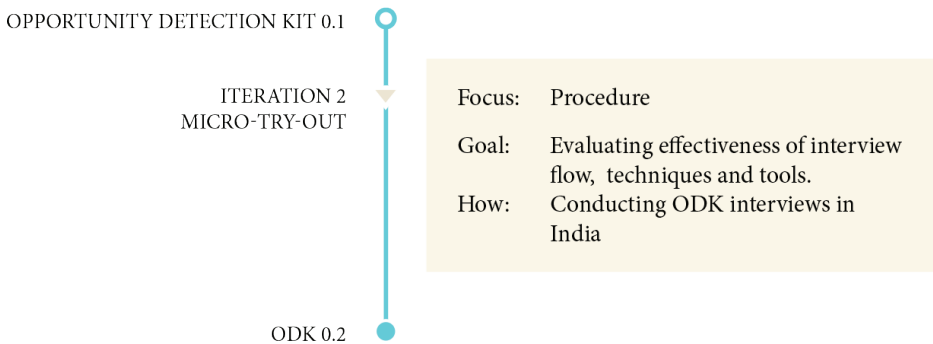 OPPORTUNITY DETECTION KIT 0.1
ITERATION 2
MICRO-TRY-OUT
Focus: Procedure
Goal: Evaluating effectiveness of interview
flow, techniques and tools.
How: Conducting ODK interviews in
India
ODK 0.2